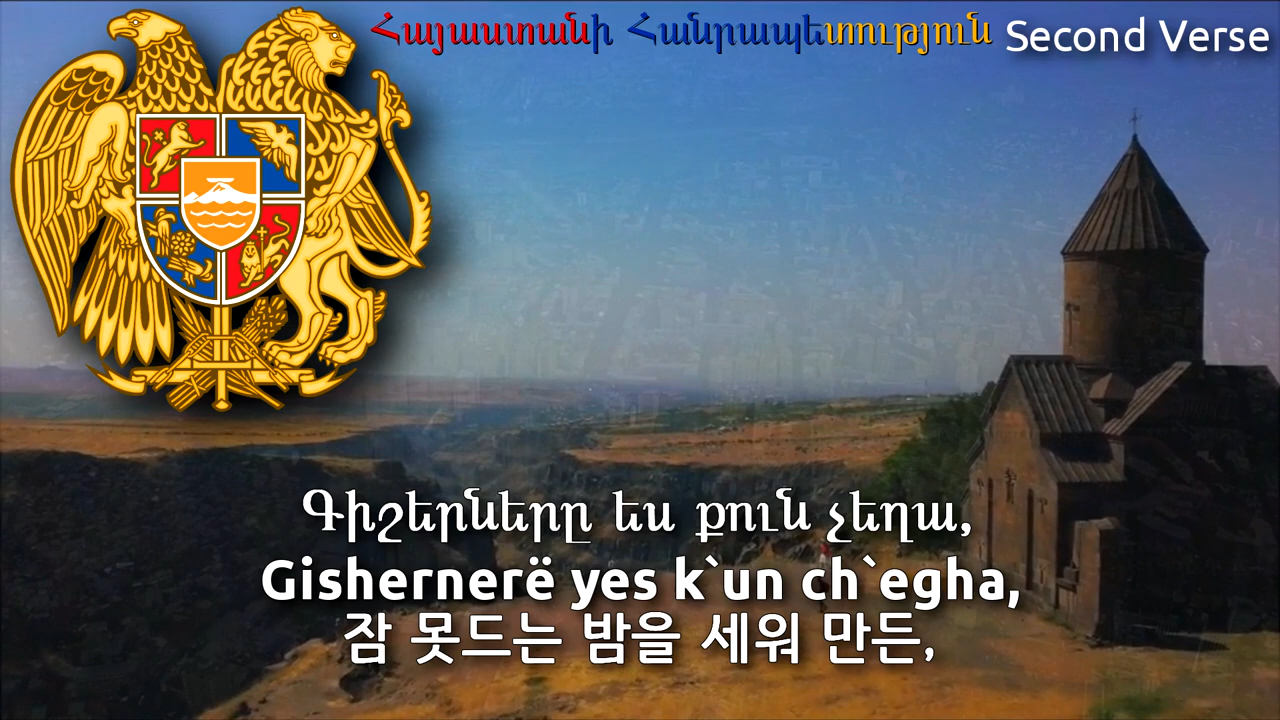 Հայաստանի Հանրապետություն
Second Verse
Գիշերները ես քուն չեղա,
Gishernerë yes k`un ch`egha,
잠 못드는 밤을 세워 만든,